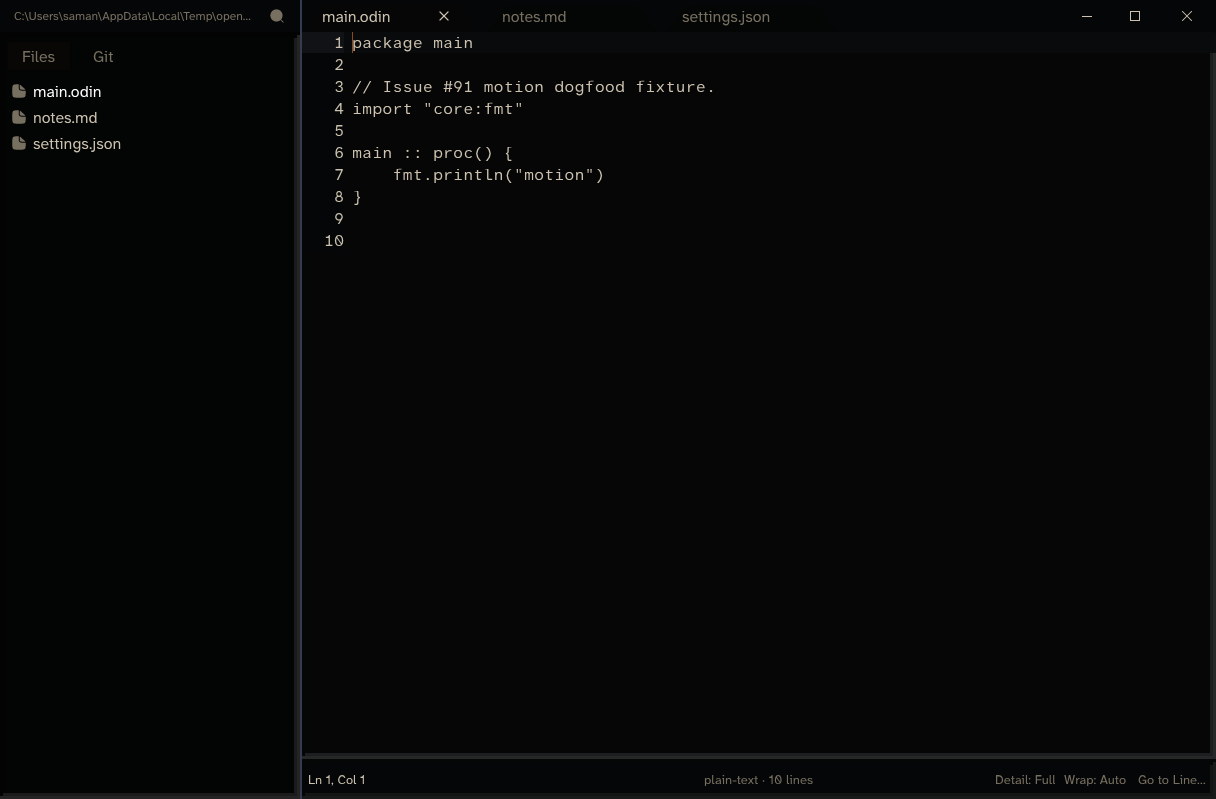 C:\Users\saman\AppData\Local\Temp\open...
Files Git
main.odin
notes.md
settings.json
main.odin notes.md settings.json
1 package main
2
3 // Issue #91 motion dogfood fixture.
4 import "core:fmt"
5
6 main :: proc() {
7     fmt.println("motion")
8 }
9
10
Ln 1, Col 1 plain-text · 10 lines Detail: Full Wrap: Auto Go to Line...